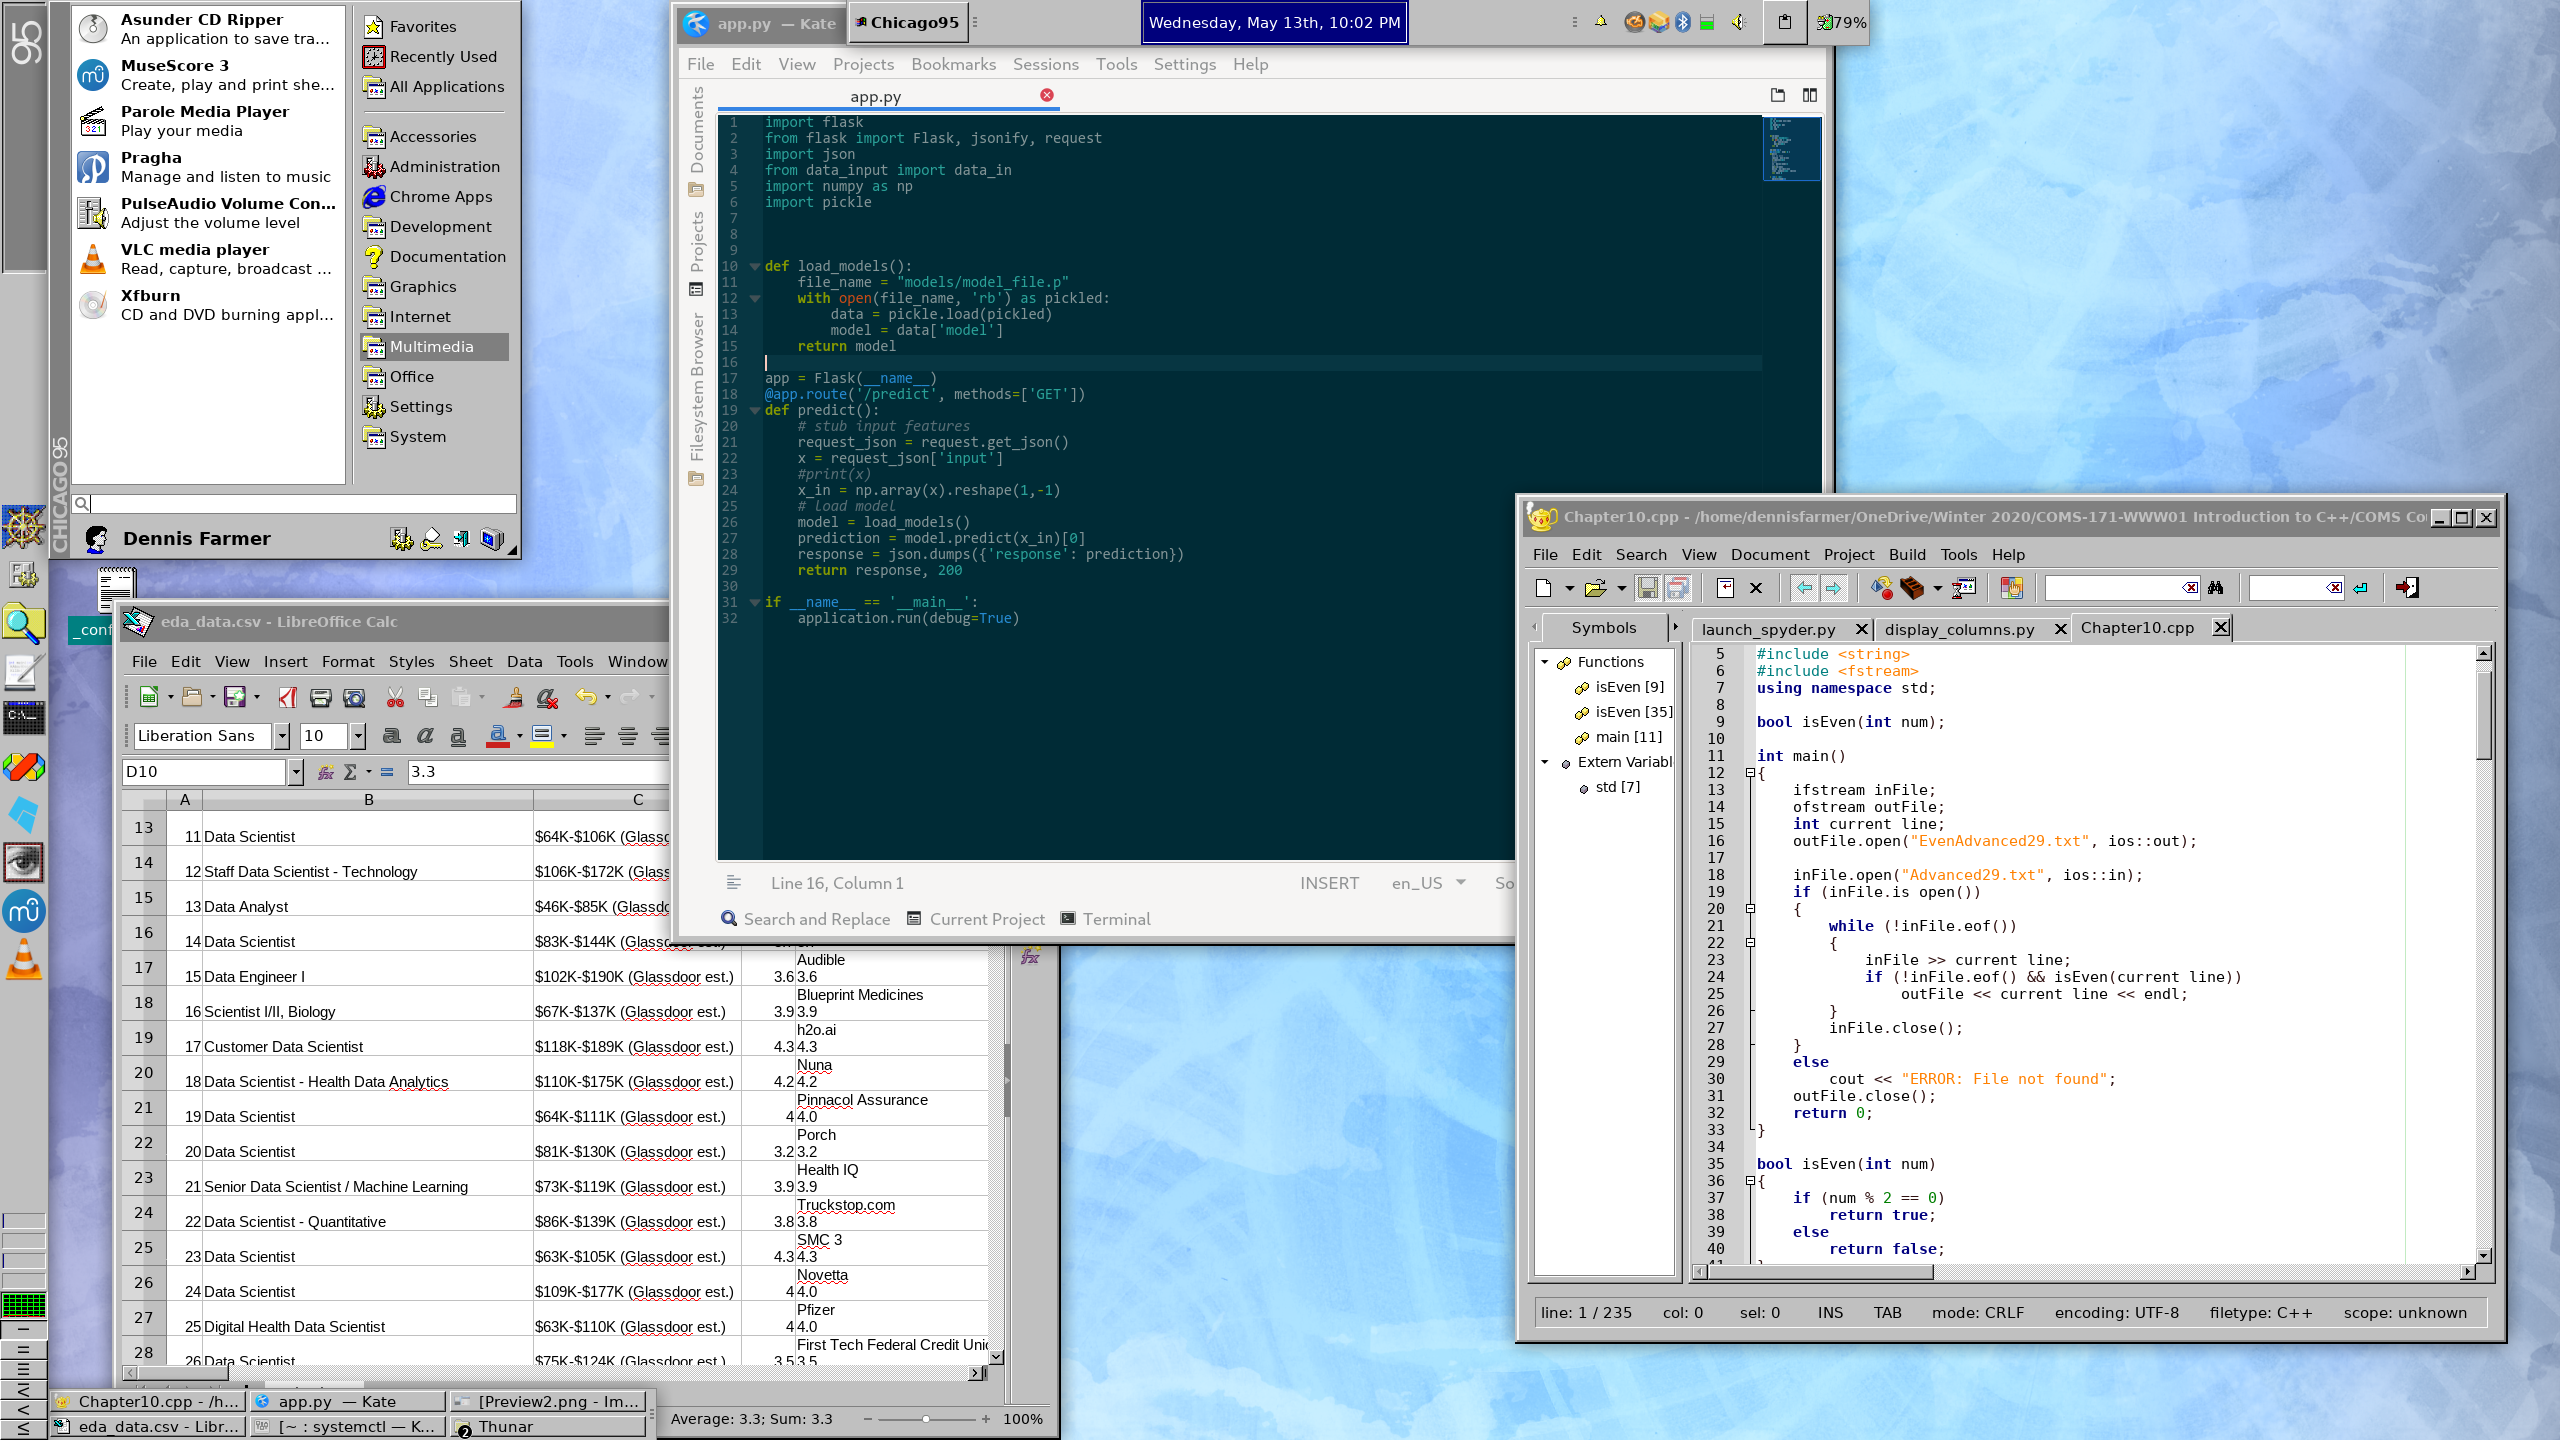 95
Asunder CD Ripper
An application to save tra...
MuseScore 3
Create, play and print she...
Parole Media Player
Play your media
Pragha
Manage and listen to music
PulseAudio Volume Con...
Adjust the volume level
VLC media player
Read, capture, broadcast ...
Xfburn
CD and DVD burning appl...
Favorites
Recently Used
All Applications
Accessories
Administration
Chrome Apps
Development
Documentation
Graphics
Internet
Multimedia
Office
Settings
System
CHICAGO95
Dennis Farmer
app.py — Kate
Chicago95
Wednesday, May 13th, 10:02 PM
79%
File Edit View Projects Bookmarks Sessions Tools Settings Help
Documents
Projects
Filesystem Browser
app.py
1 import flask
2 from flask import Flask, jsonify, request
3 import json
4 from data_input import data_in
5 import numpy as np
6 import pickle
7
8
9
10 def load_models():
11     file_name = "models/model_file.p"
12     with open(file_name, 'rb') as pickled:
13         data = pickle.load(pickled)
14         model = data['model']
15     return model
16
17 app = Flask(__name__)
18 @app.route('/predict', methods=['GET'])
19 def predict():
20     # stub input features
21     request_json = request.get_json()
22     x = request_json['input']
23     #print(x)
24     x_in = np.array(x).reshape(1,-1)
25     # load model
26     model = load_models()
27     prediction = model.predict(x_in)[0]
28     response = json.dumps({'response': prediction})
29     return response, 200
30
31 if __name__ == '__main__':
32     application.run(debug=True)
Line 16, Column 1 INSERT en_US So
Search and Replace Current Project Terminal
_conf
eda_data.csv - LibreOffice Calc
File Edit View Insert Format Styles Sheet Data Tools Window
Liberation Sans 10
D10 3.3
A B C
13 11 Data Scientist $64K-$106K (Glassd
14 12 Staff Data Scientist - Technology $106K-$172K (Glass
15 13 Data Analyst $46K-$85K (Glassdo
16 14 Data Scientist $83K-$144K
17 15 Data Engineer I $102K-$190K (Glassdoor est.) 3.6 Audible 3.6
18 16 Scientist I/II, Biology $67K-$137K (Glassdoor est.) 3.9 Blueprint Medicines 3.9
19 17 Customer Data Scientist $118K-$189K (Glassdoor est.) 4.3 h2o.ai 4.3
20 18 Data Scientist - Health Data Analytics $110K-$175K (Glassdoor est.) 4.2 Nuna 4.2
21 19 Data Scientist $64K-$111K (Glassdoor est.) 4 Pinnacol Assurance 4.0
22 20 Data Scientist $81K-$130K (Glassdoor est.) 3.2 Porch 3.2
23 21 Senior Data Scientist / Machine Learning $73K-$119K (Glassdoor est.) 3.9 Health IQ 3.9
24 22 Data Scientist - Quantitative $86K-$139K (Glassdoor est.) 3.8 Truckstop.com 3.8
25 23 Data Scientist $63K-$105K (Glassdoor est.) 4.3 SMC 3 4.3
26 24 Data Scientist $109K-$177K (Glassdoor est.) 4 Novetta 4.0
27 25 Digital Health Data Scientist $63K-$110K (Glassdoor est.) 4 Pfizer 4.0
28 26 Data Scientist $75K-$124K (Glassdoor est.) 3.5 First Tech Federal Credit Unic 3.5
Average: 3.3; Sum: 3.3 100%
Chapter10.cpp - /home/dennisfarmer/OneDrive/Winter 2020/COMS-171-WWW01 Introduction to C++/COMS Co
File Edit Search View Document Project Build Tools Help
Symbols
launch_spyder.py display_columns.py Chapter10.cpp
Functions
isEven [9]
isEven [35]
main [11]
Extern Variabl
std [7]
5 #include <string>
6 #include <fstream>
7 using namespace std;
8
9 bool isEven(int num);
10
11 int main()
12 {
13     ifstream inFile;
14     ofstream outFile;
15     int current line;
16     outFile.open("EvenAdvanced29.txt", ios::out);
17
18     inFile.open("Advanced29.txt", ios::in);
19     if (inFile.is open())
20     {
21         while (!inFile.eof())
22         {
23             inFile >> current line;
24             if (!inFile.eof() && isEven(current line))
25                 outFile << current line << endl;
26         }
27         inFile.close();
28     }
29     else
30         cout << "ERROR: File not found";
31     outFile.close();
32     return 0;
33 }
34
35 bool isEven(int num)
36 {
37     if (num % 2 == 0)
38         return true;
39     else
40         return false;
line: 1 / 235 col: 0 sel: 0 INS TAB mode: CRLF encoding: UTF-8 filetype: C++ scope: unknown
Chapter10.cpp - /h... app.py — Kate [Preview2.png - Im...
eda_data.csv - Libr... [~ : systemctl — K... 2 Thunar